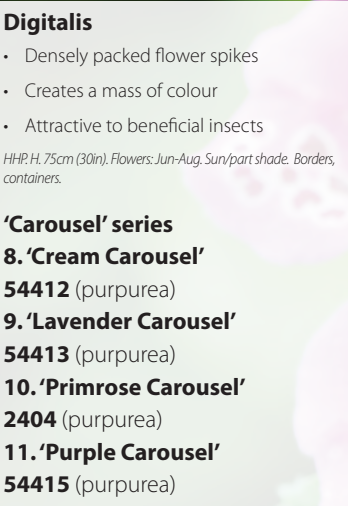 Digitalis
• Densely packed flower spikes
• Creates a mass of colour
• Attractive to beneficial insects
HHP. H. 75cm (30in). Flowers: Jun-Aug. Sun/part shade. Borders,
containers.
‘Carousel’ series
8. ‘Cream Carousel’
54412 (purpurea)
9. ‘Lavender Carousel’
54413 (purpurea)
10. ‘Primrose Carousel’
2404 (purpurea)
11. ‘Purple Carousel’
54415 (purpurea)